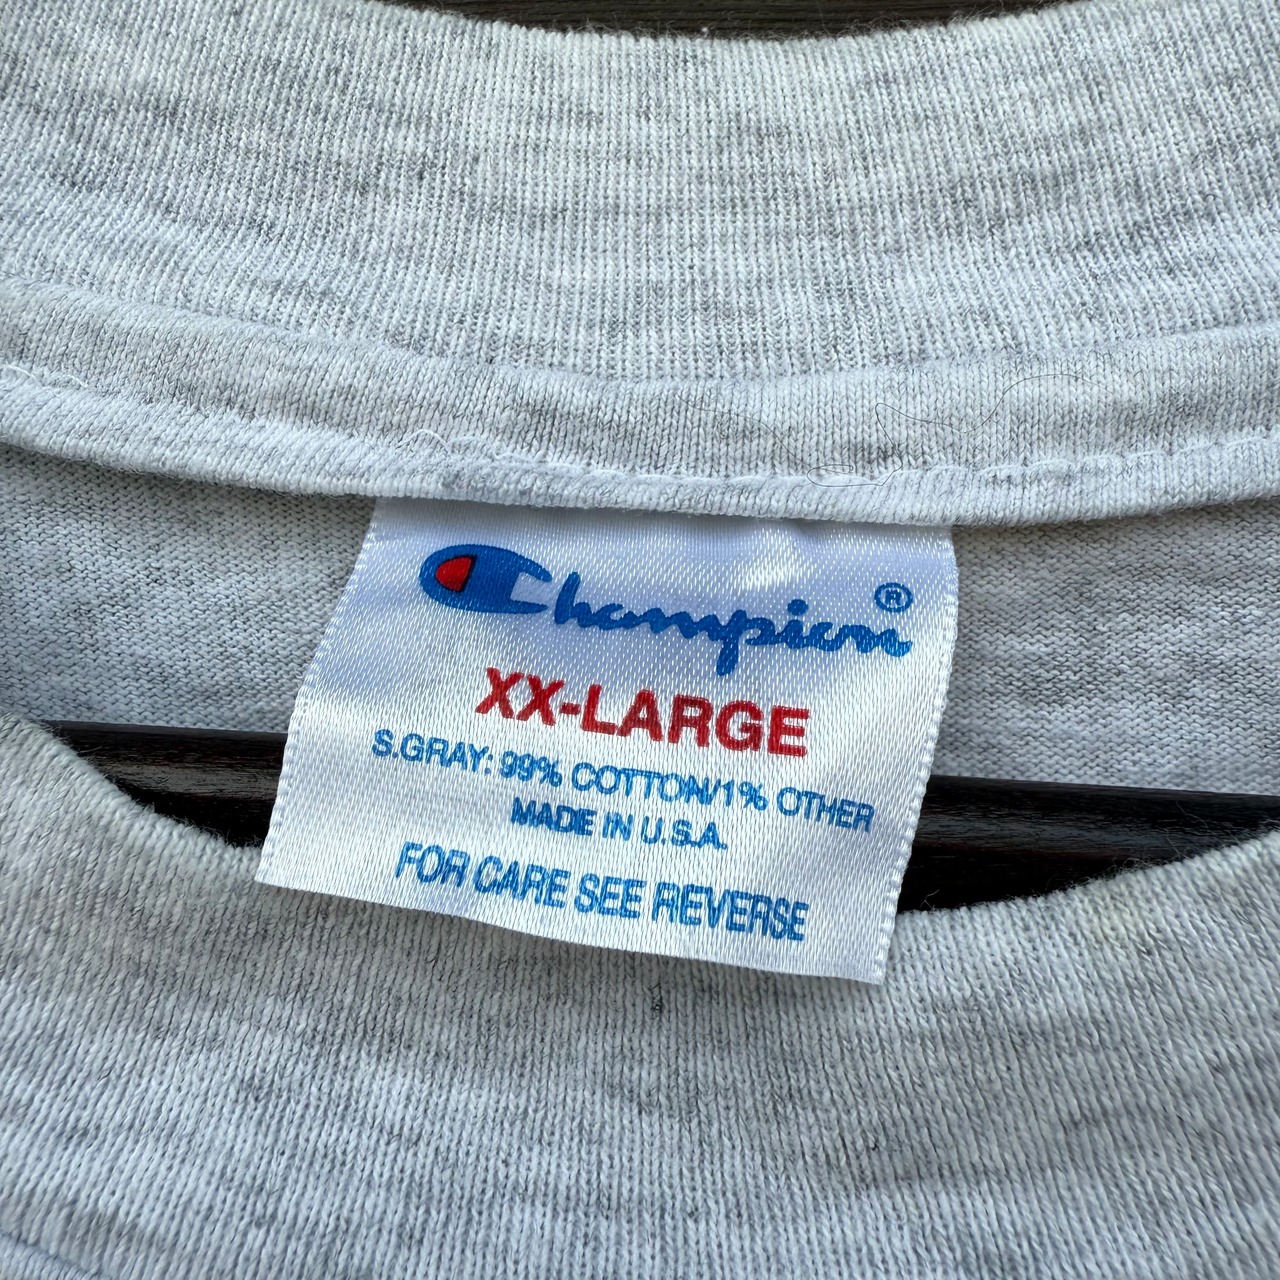 Champion®
XX-LARGE
S.GRAY: 99% COTTON/1% OTHER
MADE IN U.S.A.
FOR CARE SEE REVERSE